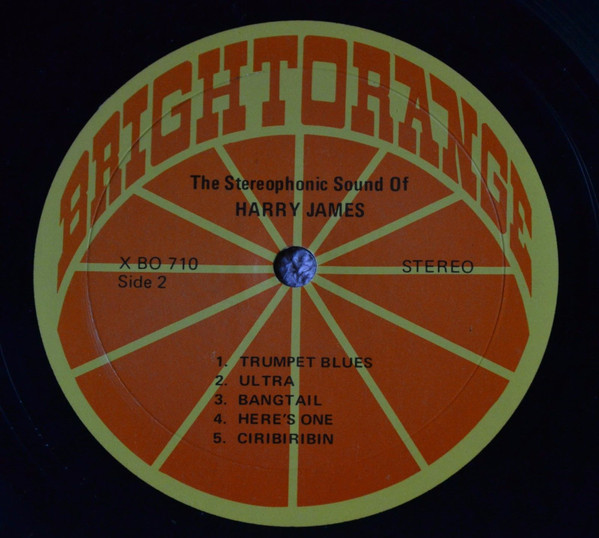 BRIGHTORANGE
The Stereophonic Sound Of
HARRY JAMES
X BO 710
STEREO
Side 2
1. TRUMPET BLUES
2. ULTRA
3. BANGTAIL
4. HERE'S ONE
5. CIRIBIRIBIN